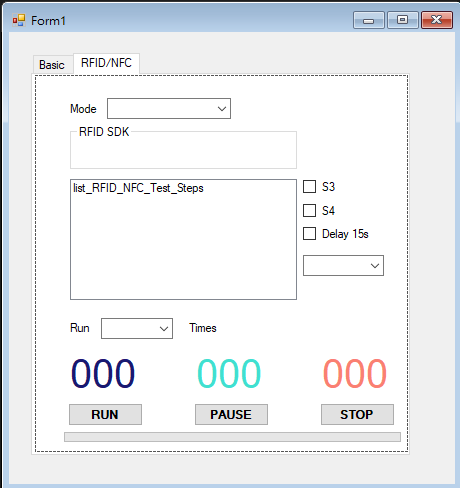 Form1
Basic RFID/NFC
Mode
RFID SDK
list_RFID_NFC_Test_Steps
S3
S4
Delay 15s
Run Times
000 000 000
RUN PAUSE STOP